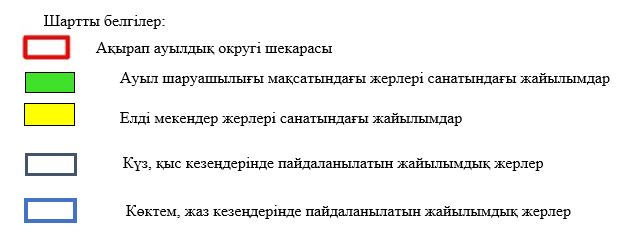 Шартты белгілер:
Ақырап ауылдық округі шекарасы
Ауыл шаруашылығы мақсатындағы жерлері санатындағы жайылымдар
Елді мекендер жерлері санатындағы жайылымдар
Күз, қыс кезеңдерінде пайдаланылатын жайылымдық жерлер
Көктем, жаз кезеңдерінде пайдаланылатын жайылымдық жерлер